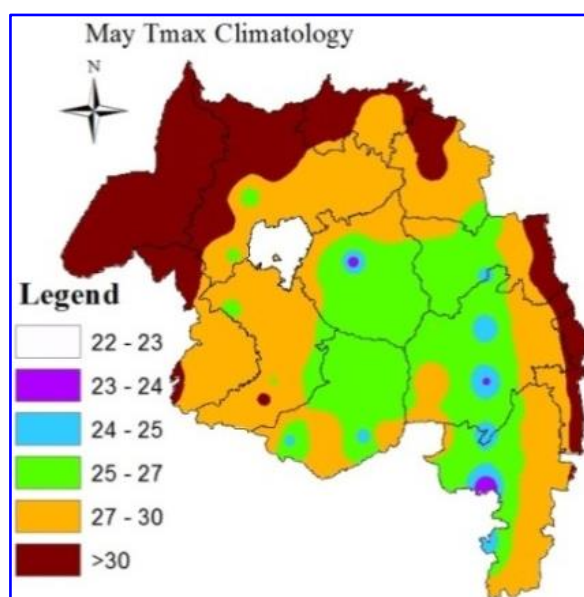 May Tmax Climatology
N
Legend
22 - 23
23 - 24
24 - 25
25 - 27
27 - 30
>30